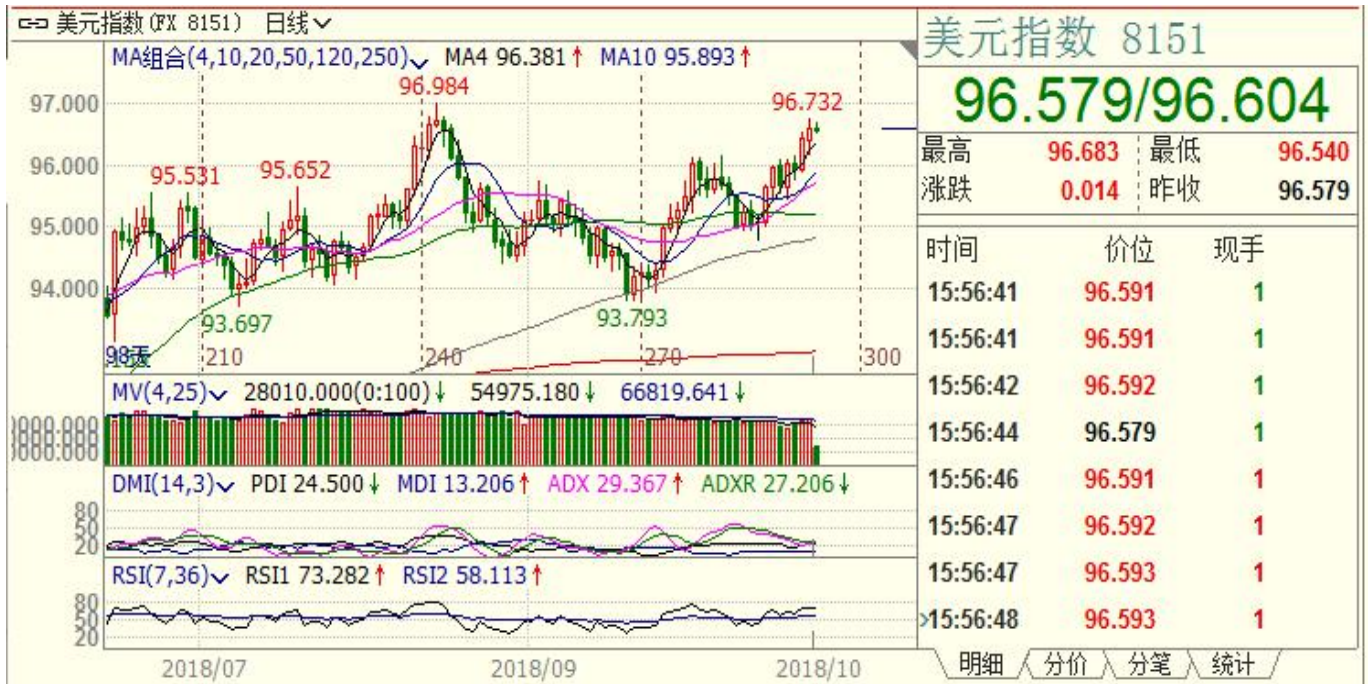 美元指数(FX 8151) 日线
MA组合(4,10,20,50,120,250) MA4 96.381↑ MA10 95.893↑
97.000
96.000
95.000
94.000
96.984
96.732
95.531
95.652
93.697
93.793
98天
210
240
270
300
MV(4,25) 28010.000(0:100)↓ 54975.180↓ 66819.641↓
DMI(14,3) PDI 24.500↓ MDI 13.206↑ ADX 29.367↑ ADXR 27.206↓
80
50
20
RSI(7,36) RSI1 73.282↑ RSI2 58.113↑
80
50
20
2018/07 2018/09 2018/10
美元指数 8151
96.579/96.604
最高 96.683 最低 96.540
涨跌 0.014 昨收 96.579
时间 价位 现手
15:56:41 96.591 1
15:56:41 96.591 1
15:56:42 96.592 1
15:56:44 96.579 1
15:56:46 96.591 1
15:56:47 96.592 1
15:56:47 96.593 1
›15:56:48 96.593 1
明细 分价 分笔 统计